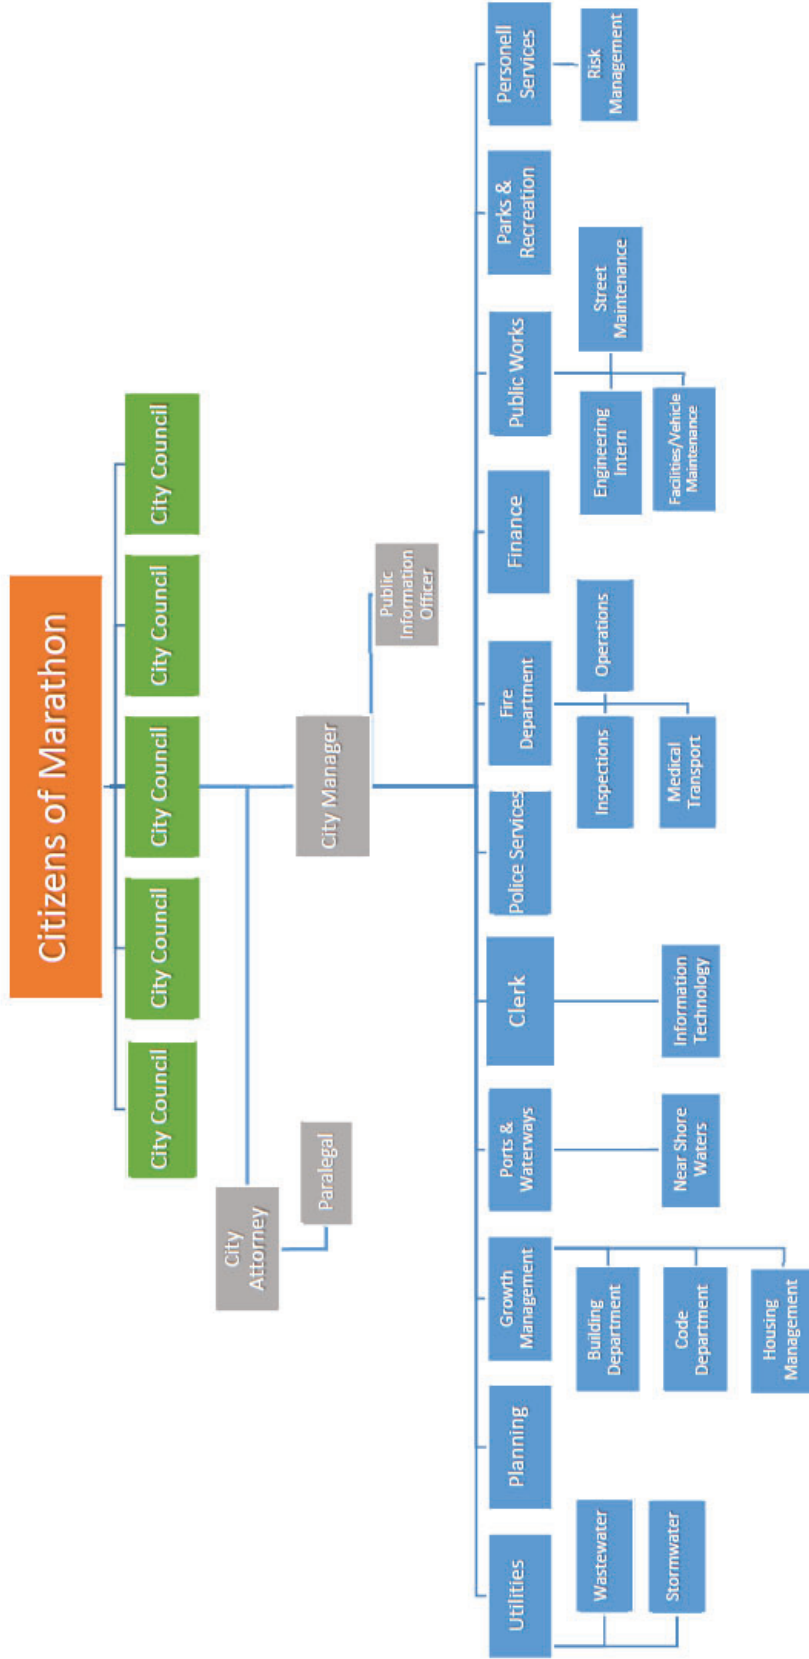 Citizens of Marathon
City Council
City Council
City Council
City Council
City Council
City
Attorney
Paralegal
City Manager
Public
Information
Officer
Utilities
Planning
Growth
Management
Ports &
Waterways
Clerk
Police Services
Fire
Department
Finance
Public Works
Parks &
Recreation
Personell
Services
Wastewater
Stormwater
Building
Department
Code
Department
Housing
Management
Near Shore
Waters
Information
Technology
Inspections
Operations
Medical
Transport
Engineering
Intern
Street
Maintenance
Facilities/Vehicle
Maintenance
Risk
Management